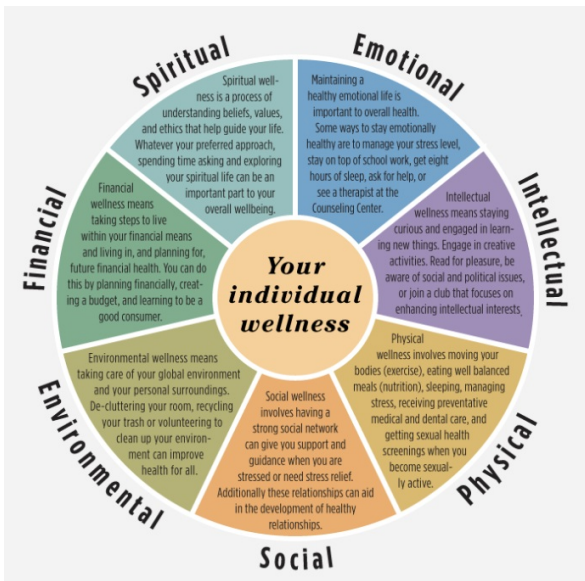 Spiritual
Spiritual well-
ness is a process of
understanding beliefs, values,
and ethics that help guide your life.
Whatever your preferred approach,
spending time asking and exploring
your spiritual life can be an
important part to your
overall wellbeing.
Emotional
Maintaining a
healthy emotional life is
important to overall health.
Some ways to stay emotionally
healthy are to manage your stress level,
stay on top of school work, get eight
hours of sleep, ask for help, or
see a therapist at the
Counseling Center.
Intellectual
Intellectual
wellness means staying
curious and engaged in learn-
ing new things. Engage in creative
activities. Read for pleasure, be
aware of social and political issues,
or join a club that focuses on
enhancing intellectual interests.
Physical
Physical
wellness involves moving your
bodies (exercise), eating well balanced
meals (nutrition), sleeping, managing
stress, receiving preventative
medical and dental care, and
getting sexual health
screenings when you
become sexual-
ly active.
Social
Social wellness
involves having a
strong social network
can give you support and
guidance when you are
stressed or need stress relief.
Additionally these relationships can aid
in the development of healthy
relationships.
Environmental
Environmental wellness means
taking care of your global environment
and your personal surroundings.
De-cluttering your room, recycling
your trash or volunteering to
clean up your environ-
ment can improve
health for all.
Financial
Financial
wellness means
taking steps to live
within your financial means
and living in, and planning for,
future financial health. You can do
this by planning financially, creat-
ing a budget, and learning to be a
good consumer.
Your
individual
wellness